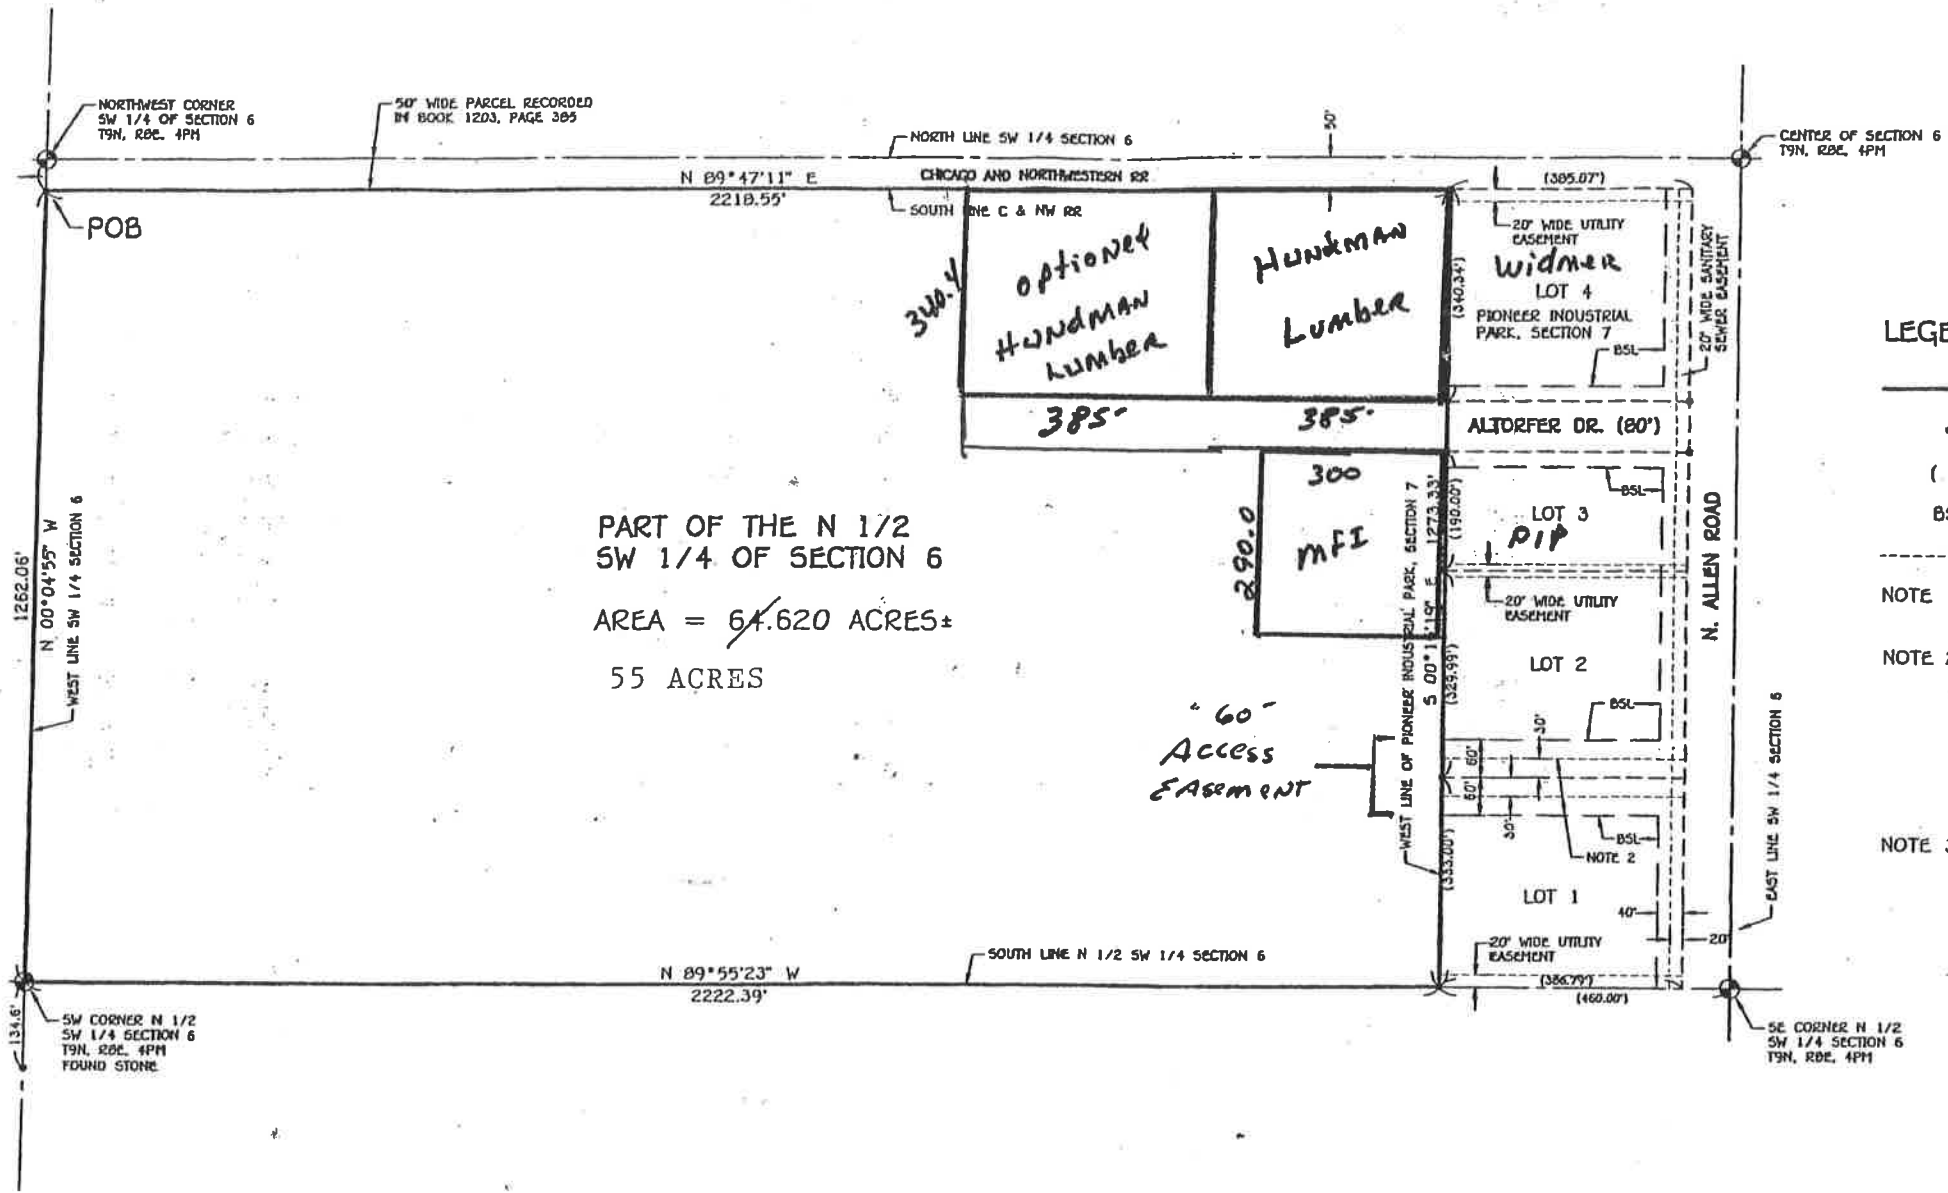 NORTHWEST CORNER
SW 1/4 OF SECTION 6
T9N, R8E, 4PM
50' WIDE PARCEL RECORDED
IN BOOK 1203, PAGE 385
NORTH LINE SW 1/4 SECTION 6
50'
CENTER OF SECTION 6
T9N, R8E, 4PM
N 89°47'11" E
2218.55'
CHICAGO AND NORTHWESTERN RR
SOUTH LINE C & NW RR
(385.07')
POB
20' WIDE UTILITY
EASEMENT
Widmer
LOT 4
PIONEER INDUSTRIAL
PARK, SECTION 7
BSL
(340.34')
20' WIDE SANITARY
SEWER EASEMENT
optioned
Hundman
Lumber
Hundman
Lumber
340.4
385'
385'
ALTORFER DR. (80')
LEGE
(
BS
NOTE
NOTE 2
NOTE 3
300
MFI
290.0
BSL
LOT 3
PIP
(190.00')
20' WIDE UTILITY
EASEMENT
N. ALLEN ROAD
PART OF THE N 1/2
SW 1/4 OF SECTION 6
AREA = 64.620 ACRES±
55 ACRES
1262.06'
N 00°04'55" W
WEST LINE SW 1/4 SECTION 6
WEST LINE OF PIONEER INDUSTRIAL PARK, SECTION 7
1273.33'
LOT 2
(329.99')
BSL
"60"
Access
Easement
60'
60'
30'
30'
BSL
NOTE 2
(333.00')
LOT 1
40'
20'
EAST LINE SW 1/4 SECTION 6
SOUTH LINE N 1/2 SW 1/4 SECTION 6
20' WIDE UTILITY
EASEMENT
(386.79')
(460.00')
N 89°55'23" W
2222.39'
134.6'
SW CORNER N 1/2
SW 1/4 SECTION 6
T9N, R8E, 4PM
FOUND STONE
SE CORNER N 1/2
SW 1/4 SECTION 6
T9N, R8E, 4PM